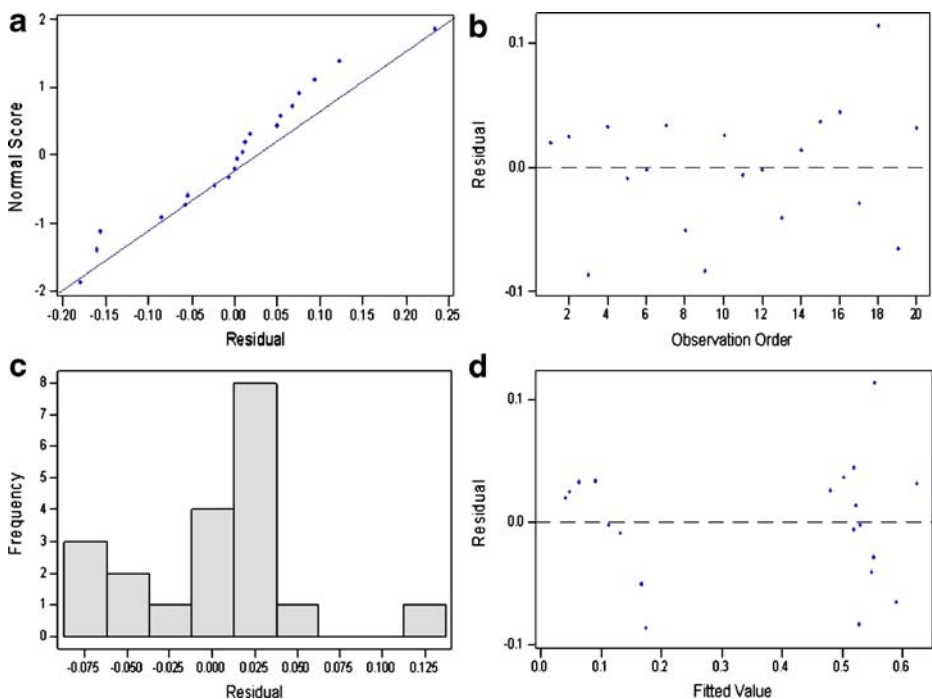 a
2
1
0
-1
-2
Normal Score
-0.20 -0.15 -0.10 -0.05 0.00 0.05 0.10 0.15 0.20 0.25
Residual
b
0.1
0.0
-0.1
Residual
2 4 6 8 10 12 14 16 18 20
Observation Order
c
8
7
6
5
4
3
2
1
0
Frequency
-0.075 -0.050 -0.025 0.000 0.025 0.050 0.075 0.100 0.125
Residual
d
0.1
0.0
-0.1
Residual
0.0 0.1 0.2 0.3 0.4 0.5 0.6
Fitted Value